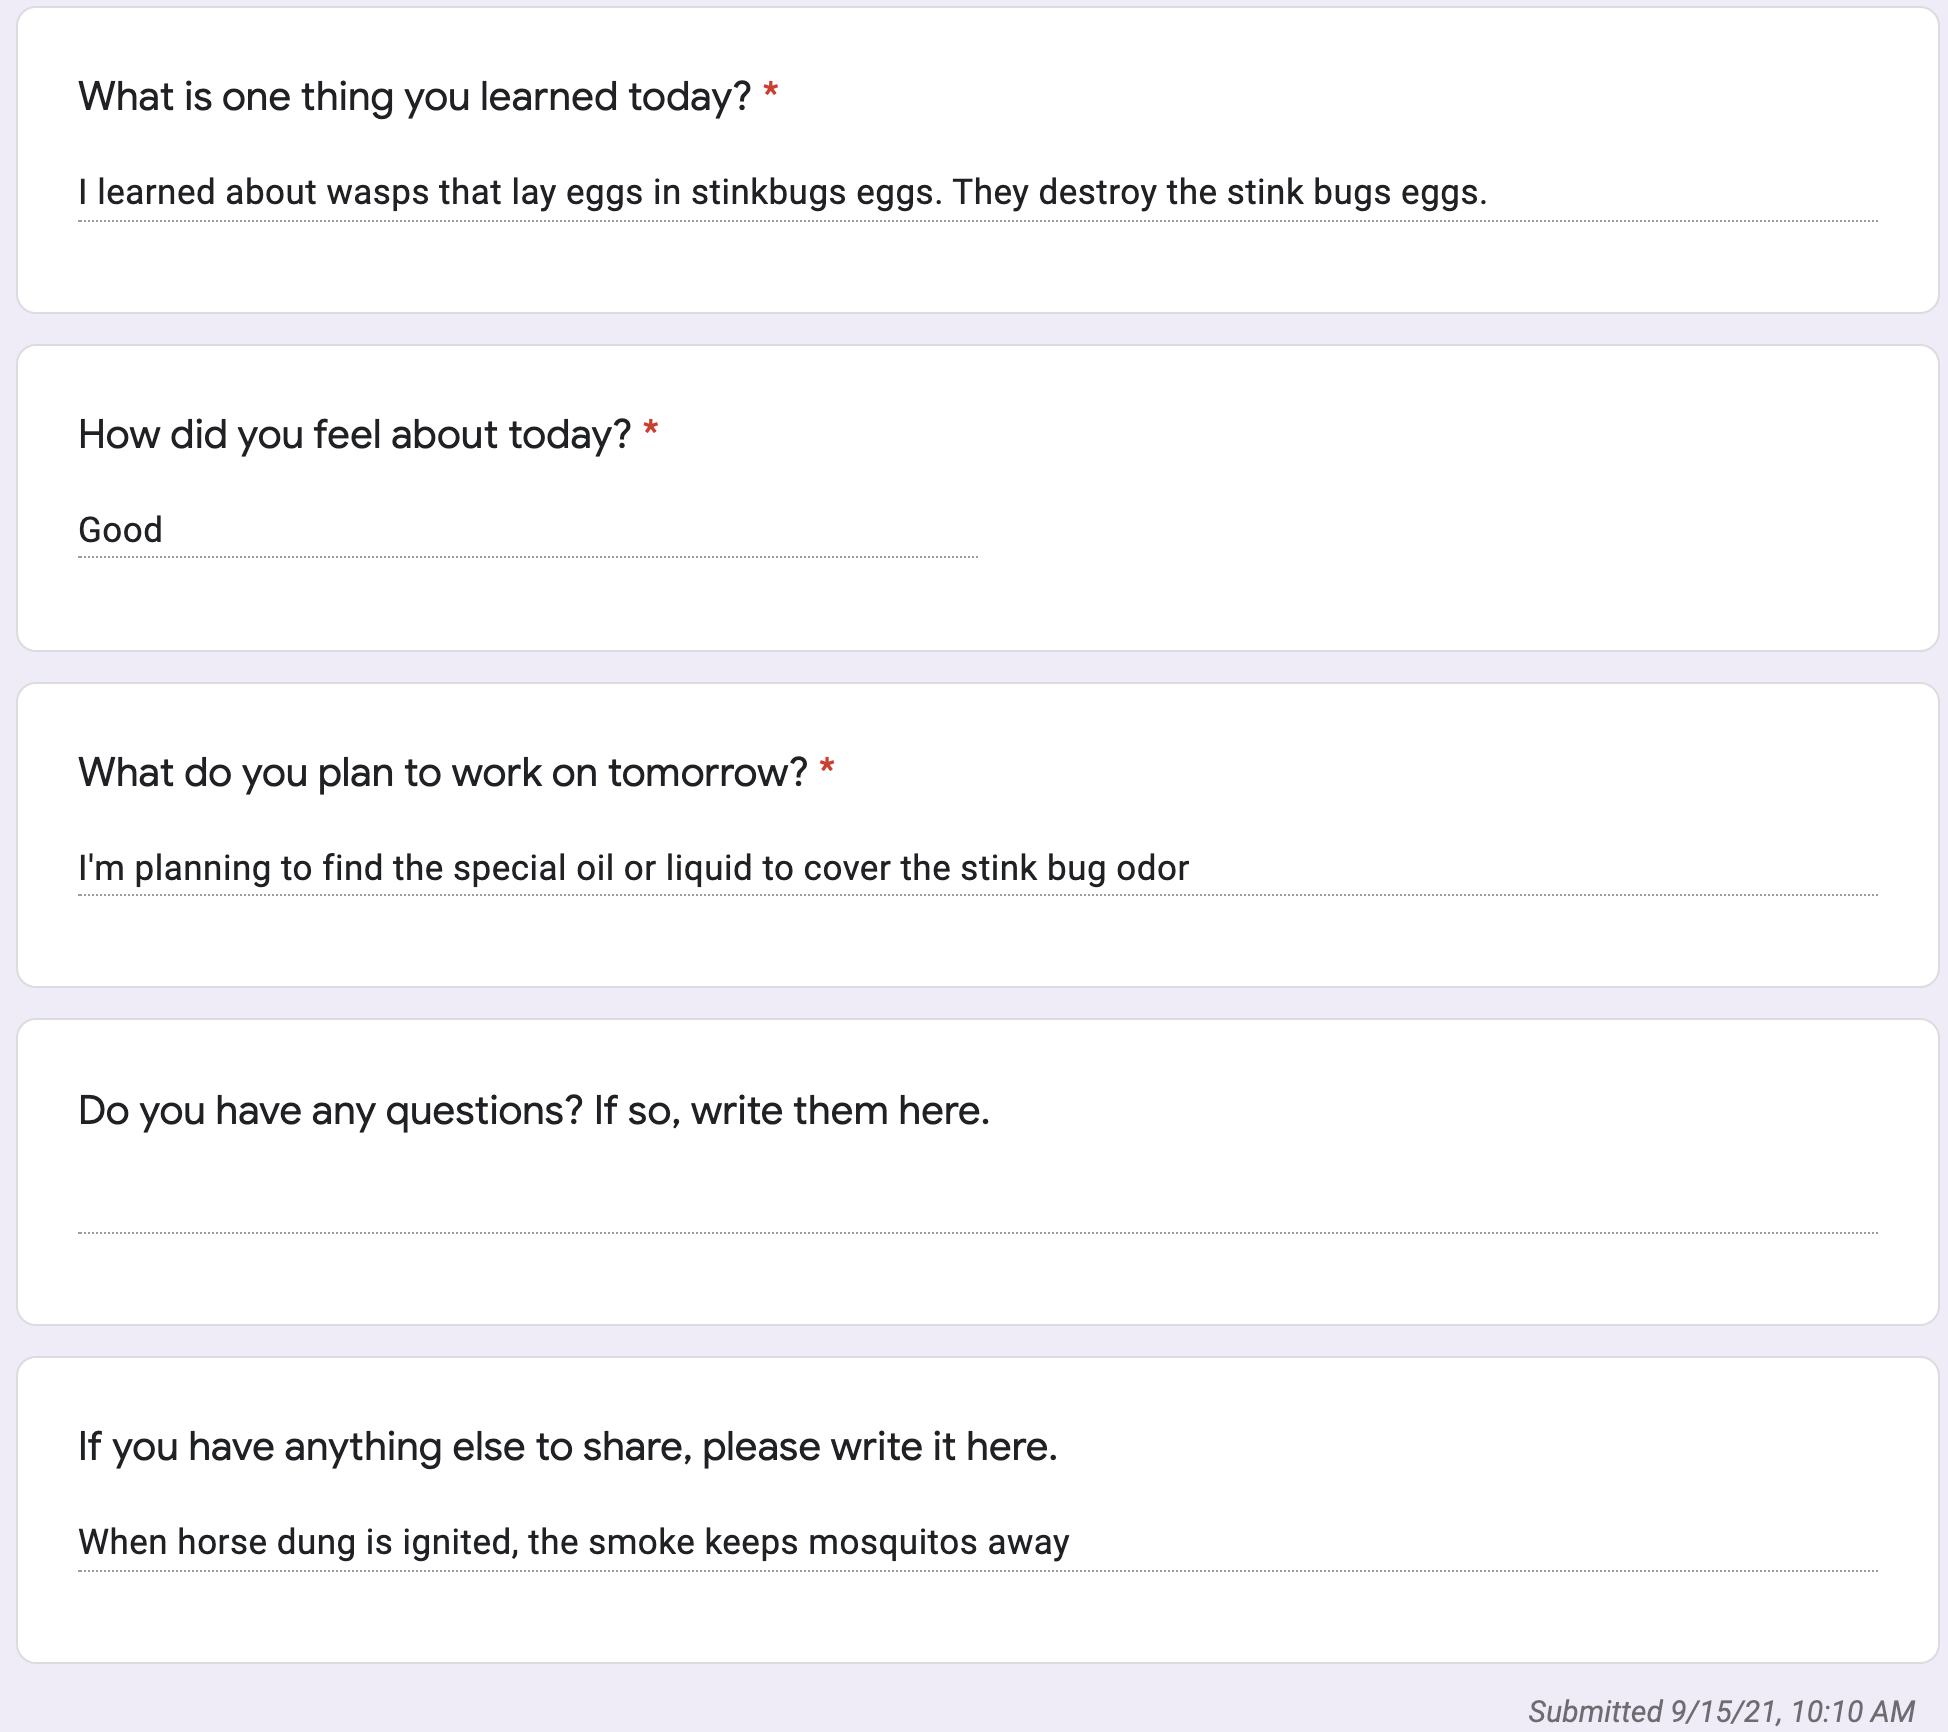 What is one thing you learned today? *
I learned about wasps that lay eggs in stinkbugs eggs. They destroy the stink bugs eggs.
How did you feel about today? *
Good
What do you plan to work on tomorrow? *
I'm planning to find the special oil or liquid to cover the stink bug odor
Do you have any questions? If so, write them here.
If you have anything else to share, please write it here.
When horse dung is ignited, the smoke keeps mosquitos away
Submitted 9/15/21, 10:10 AM